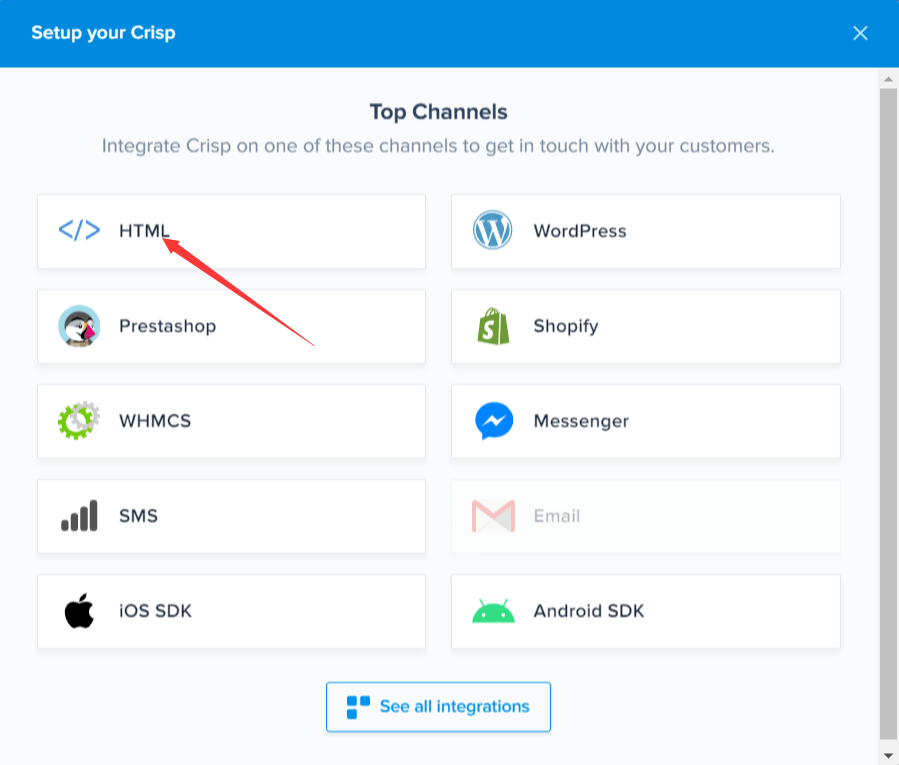 Setup your Crisp
Top Channels
Integrate Crisp on one of these channels to get in touch with your customers.
HTML
WordPress
Prestashop
Shopify
WHMCS
Messenger
SMS
Email
iOS SDK
Android SDK
See all integrations